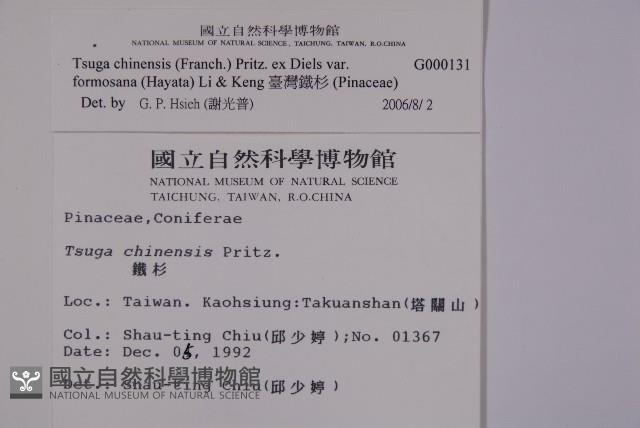 國立自然科學博物館
NATIONAL MUSEUM OF NATURAL SCIENCE, TAICHUNG, TAIWAN, R.O.CHINA
Tsuga chinensis (Franch.) Pritz. ex Diels var. G000131
formosana (Hayata) Li & Keng 臺灣鐵杉 (Pinaceae)
Det. by G. P. Hsieh (謝光普) 2006/8/ 2
國立自然科學博物館
NATIONAL MUSEUM OF NATURAL SCIENCE
TAICHUNG, TAIWAN, R.O.CHINA
Pinaceae,Coniferae
Tsuga chinensis Pritz.
鐵杉
Loc.: Taiwan. Kaohsiung:Takuanshan(塔關山)
Col.: Shau-ting Chiu(邱少婷);No. 01367
Date: Dec. 05, 1992
Det.: Shau-ting Chiu(邱少婷)
國立自然科學博物館
NATIONAL MUSEUM OF NATURAL SCIENCE